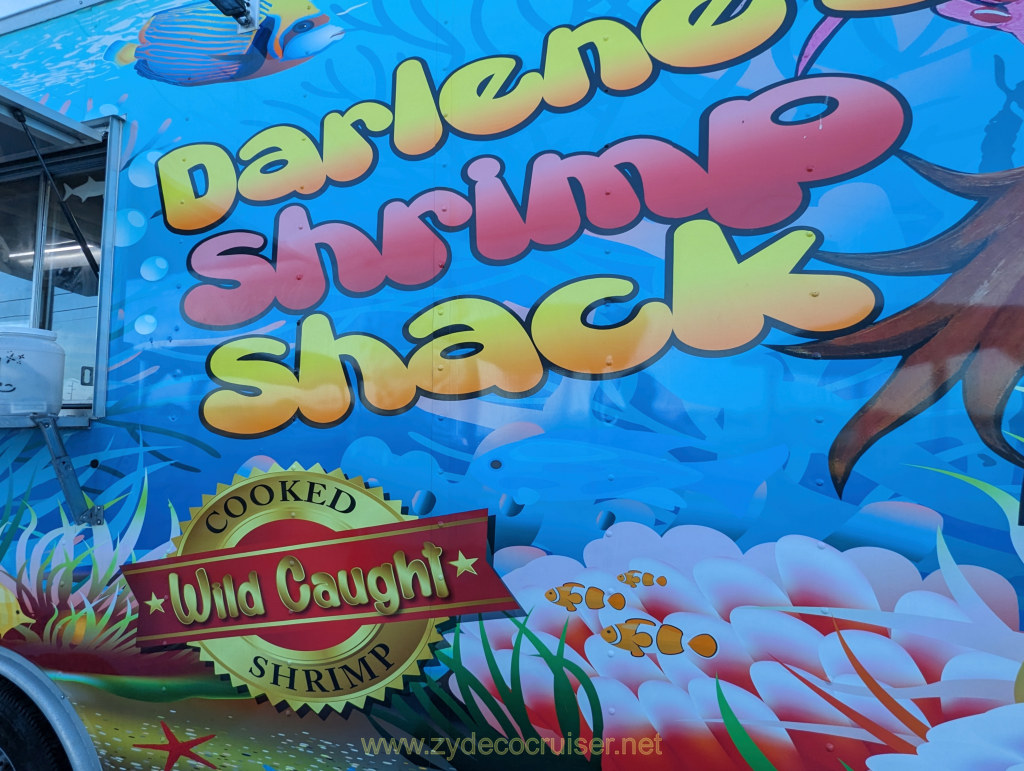 Darlene
Shrimp
Shack
COOKED
Wild Caught
SHRIMP
www.zydecocruiser.net